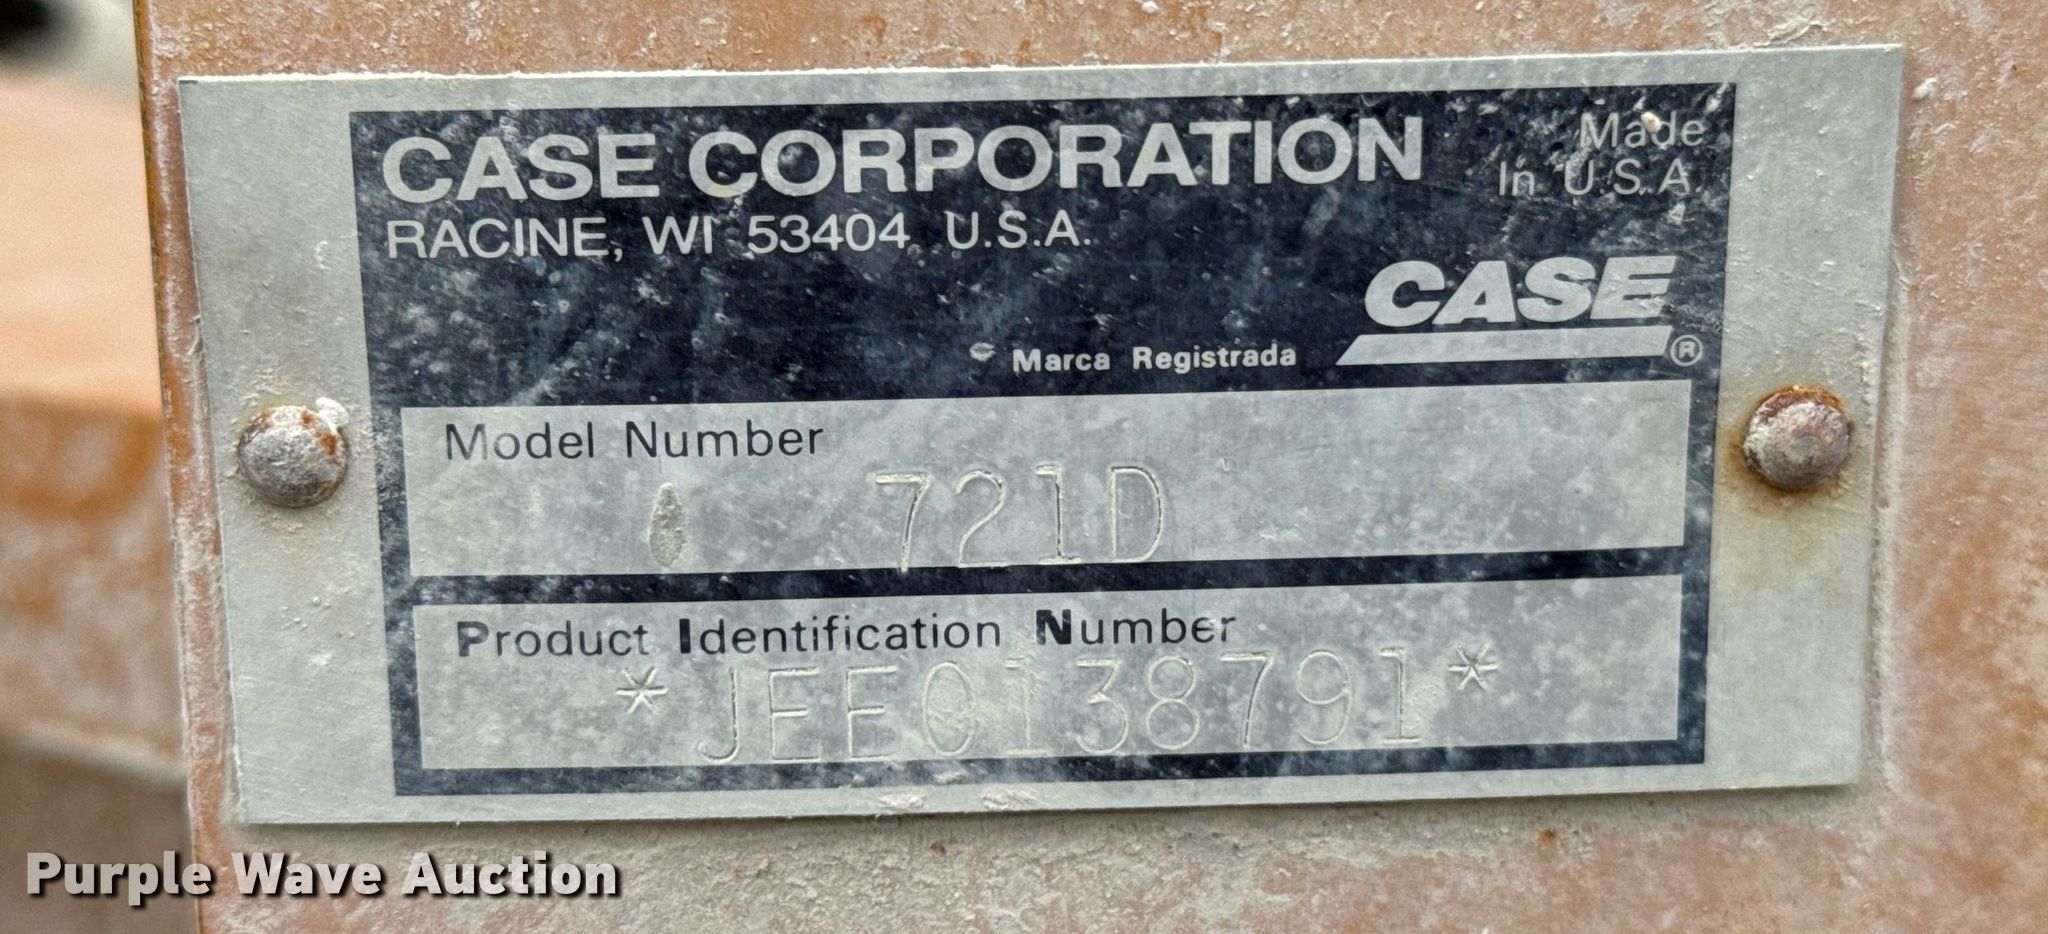 CASE CORPORATION
RACINE, WI 53404 U.S.A.
Made
In U.S.A.
CASE®
Marca Registrada
Model Number
721D
Product Identification Number
*JEE0138791*
Purple Wave Auction